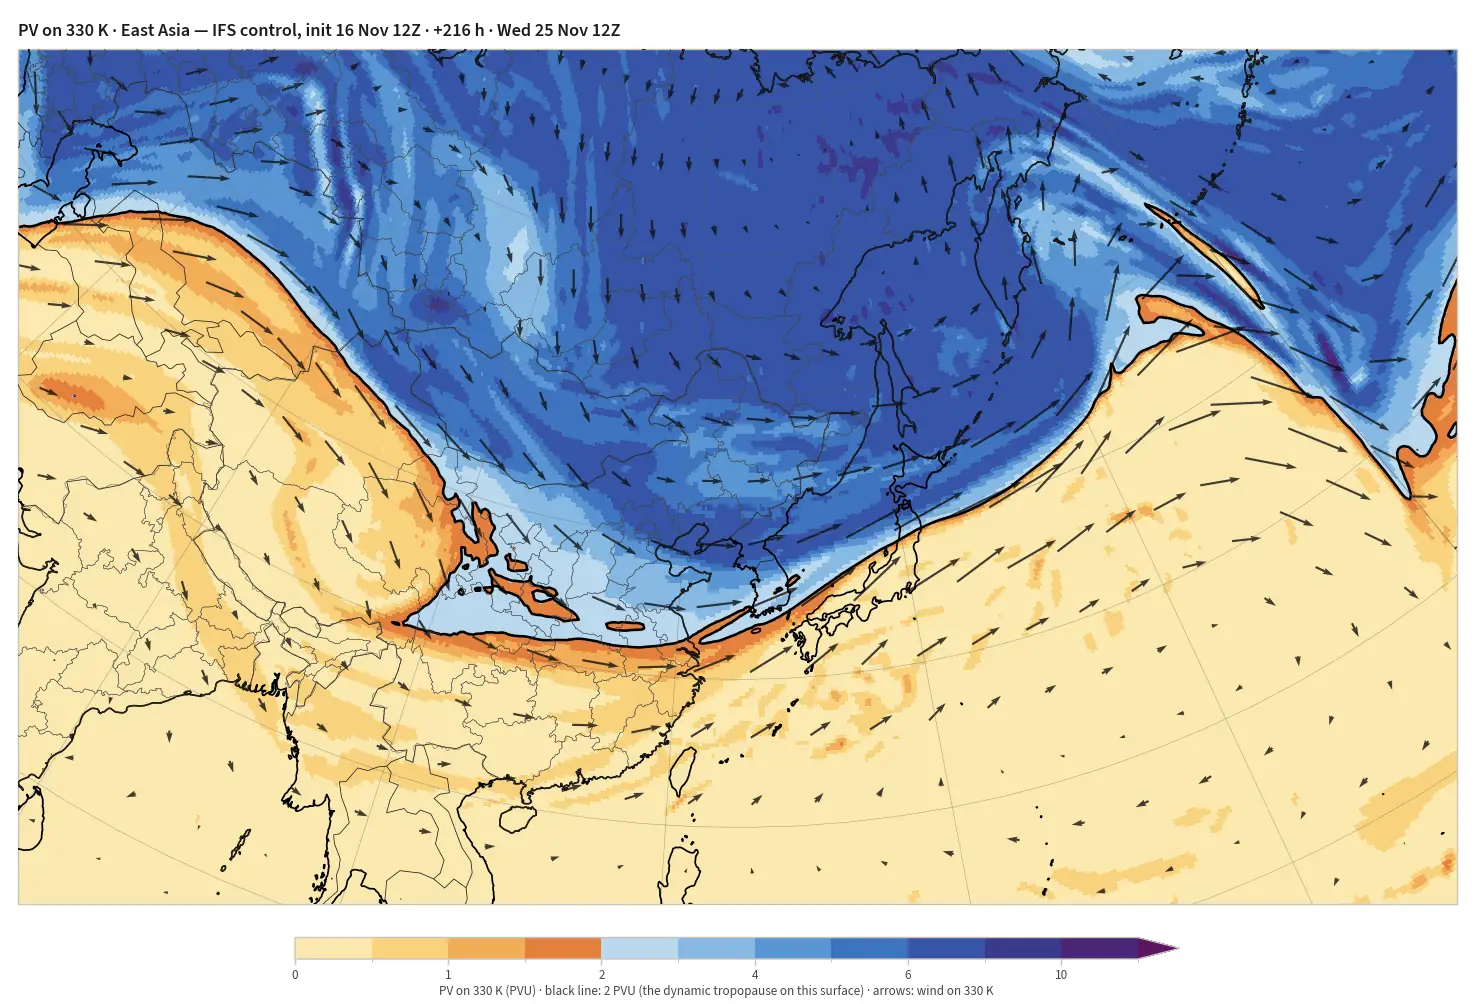 PV on 330 K · East Asia — IFS control, init 16 Nov 12Z · +216 h · Wed 25 Nov 12Z
0 1 2 4 6 10
PV on 330 K (PVU) · black line: 2 PVU (the dynamic tropopause on this surface) · arrows: wind on 330 K